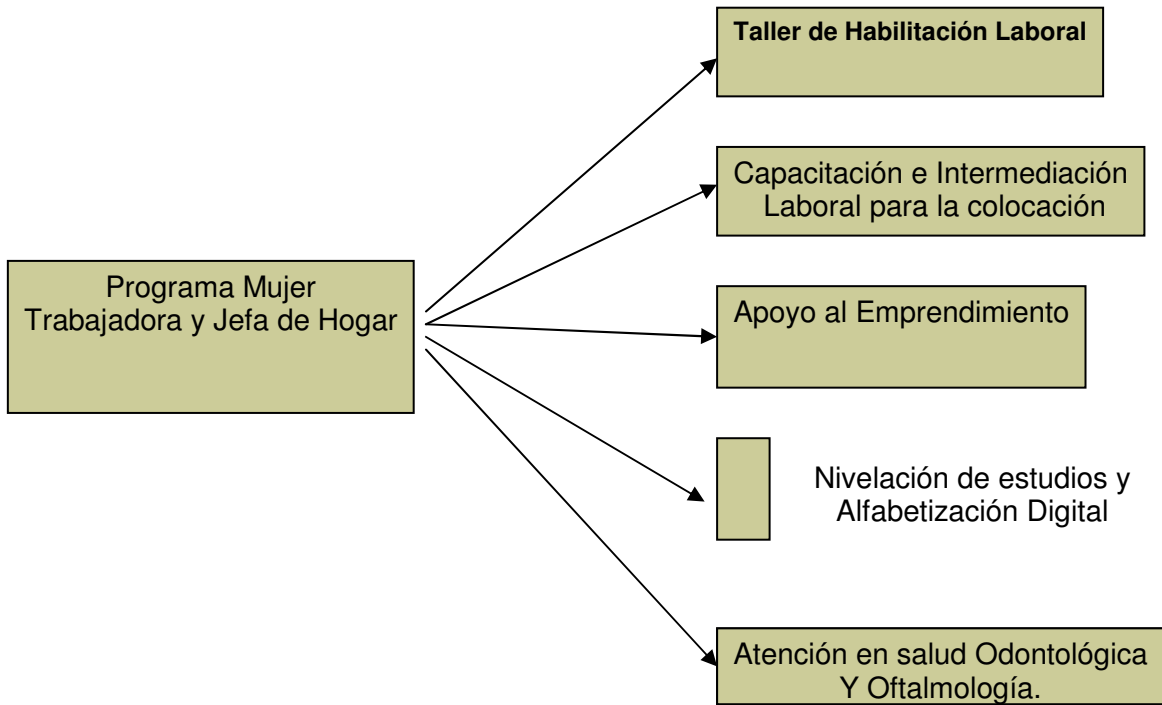 Taller de Habilitación Laboral
Capacitación e Intermediación
Laboral para la colocación
Programa Mujer
Trabajadora y Jefa de Hogar
Apoyo al Emprendimiento
Nivelación de estudios y
Alfabetización Digital
Atención en salud Odontológica
Y Oftalmología.